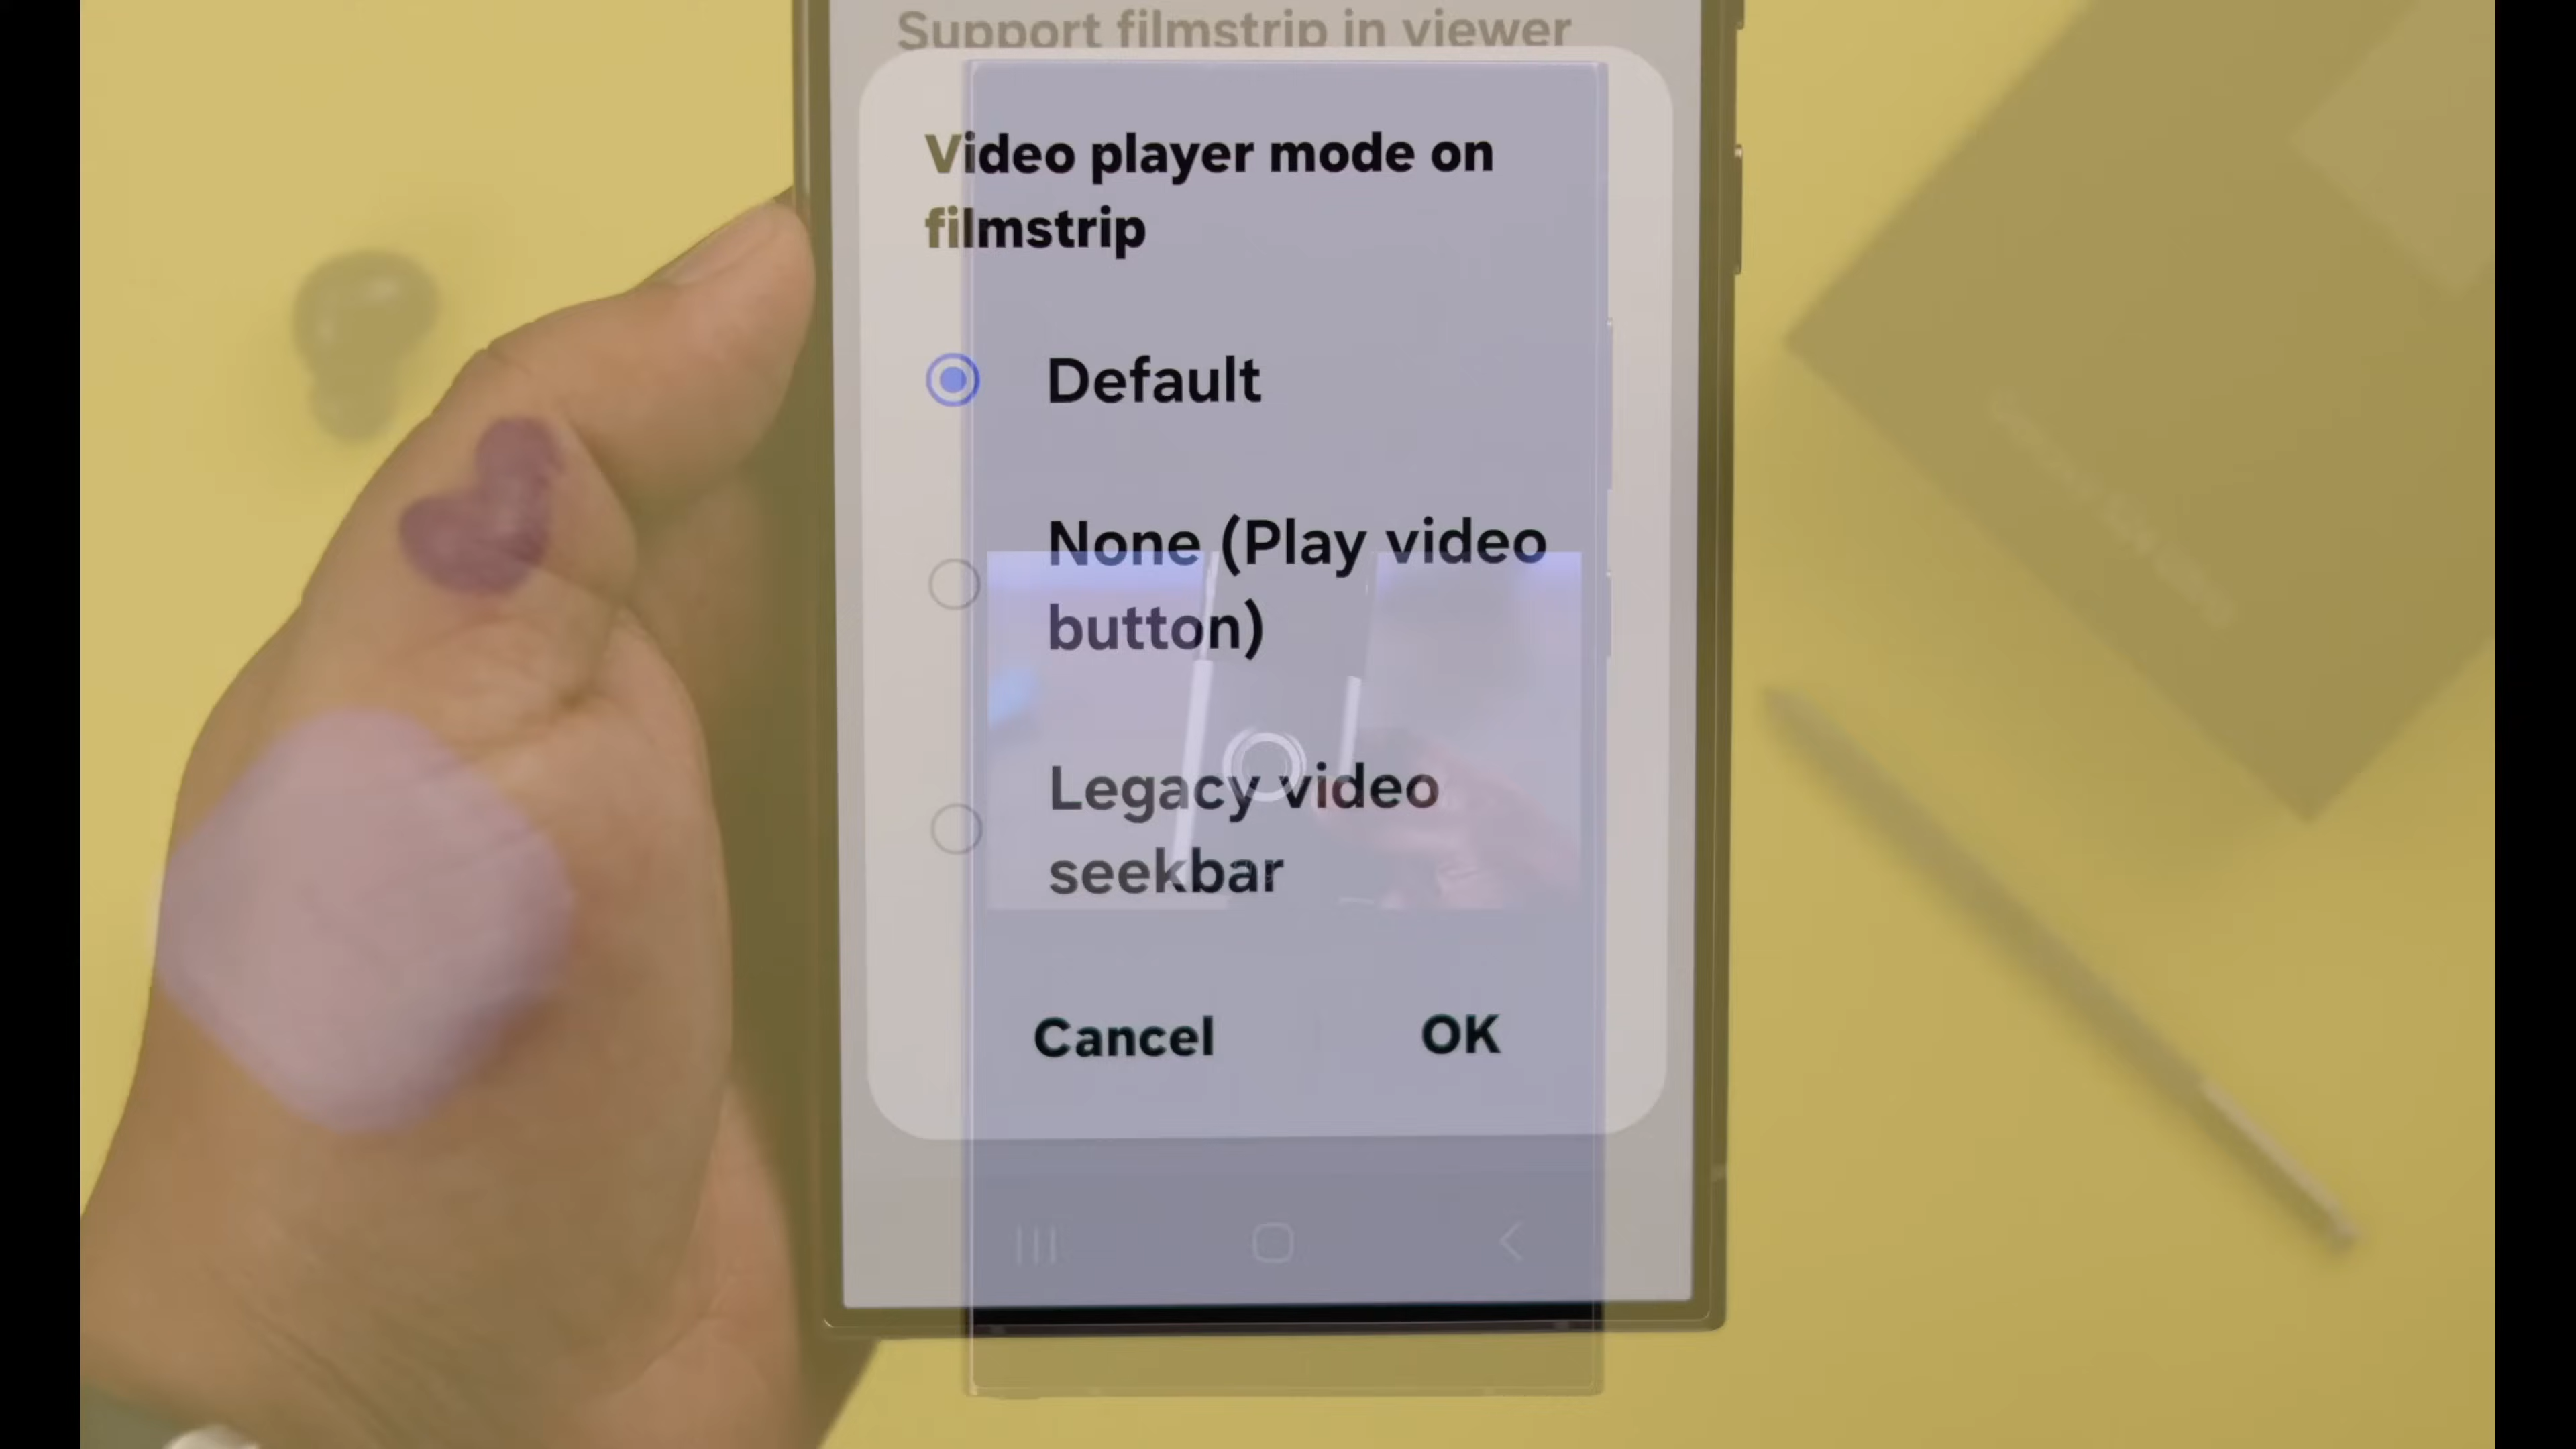 Support filmstrip in viewer
Video player mode on
filmstrip
Default
None (Play video
button)
Legacy video
seekbar
Cancel
OK